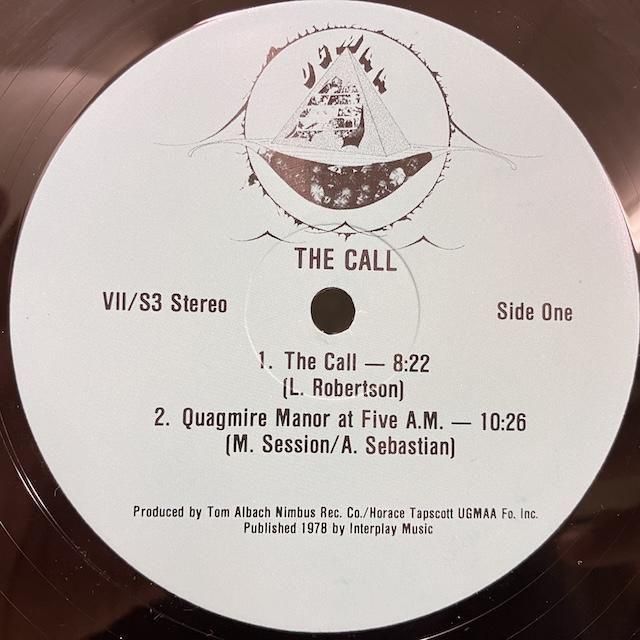 UGMAA
THE CALL
VII/S3 Stereo
Side One
1. The Call — 8:22
(L. Robertson)
2. Quagmire Manor at Five A.M. — 10:26
(M. Session/A. Sebastian)
Produced by Tom Albach Nimbus Rec. Co./Horace Tapscott UGMAA Fo. Inc.
Published 1978 by Interplay Music